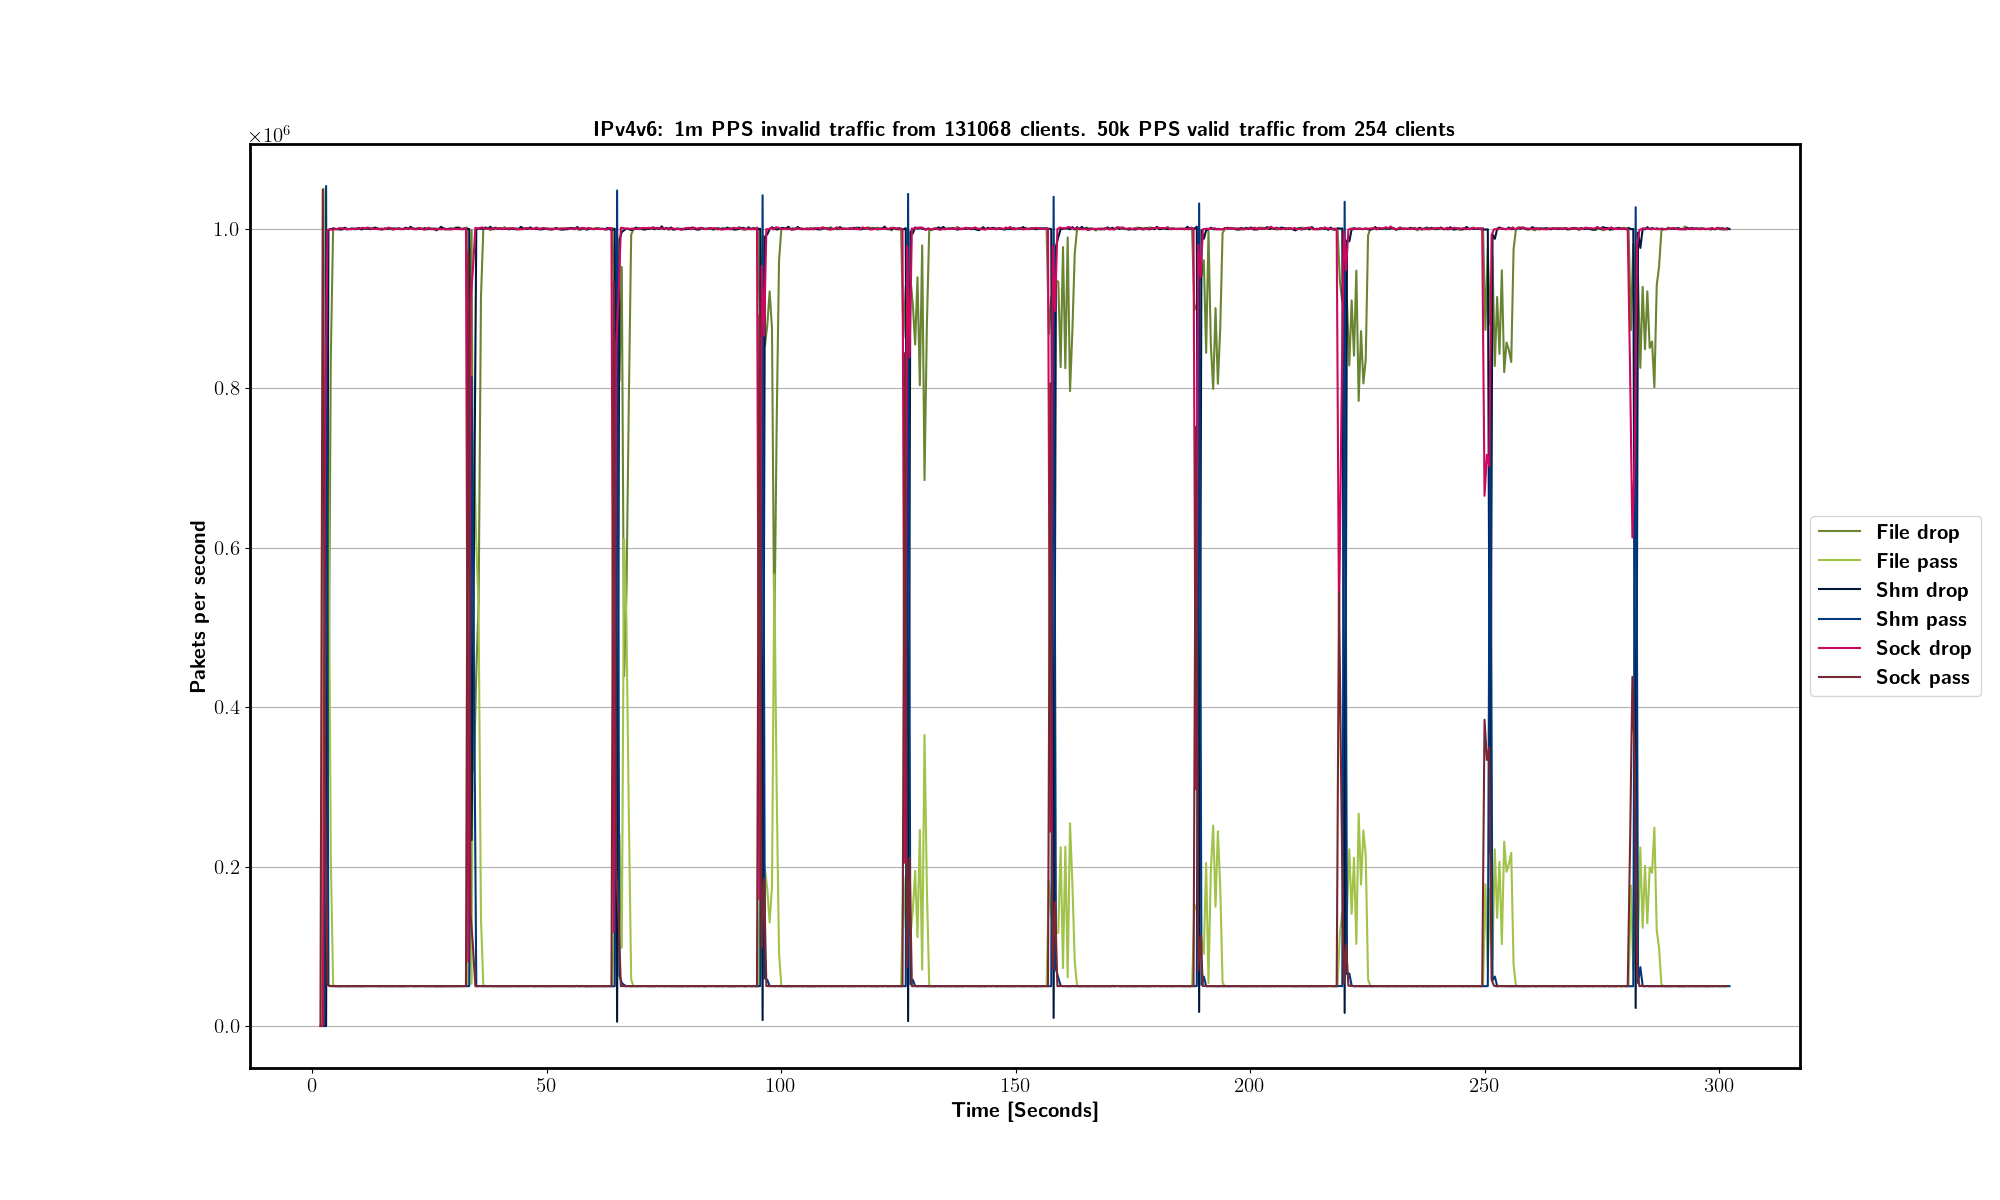 IPv4v6: 1m PPS invalid traffic from 131068 clients. 50k PPS valid traffic from 254 clients
×10⁶
1.0
0.8
0.6
0.4
0.2
0.0
Pakets per second
0 50 100 150 200 250 300
Time [Seconds]
File drop
File pass
Shm drop
Shm pass
Sock drop
Sock pass